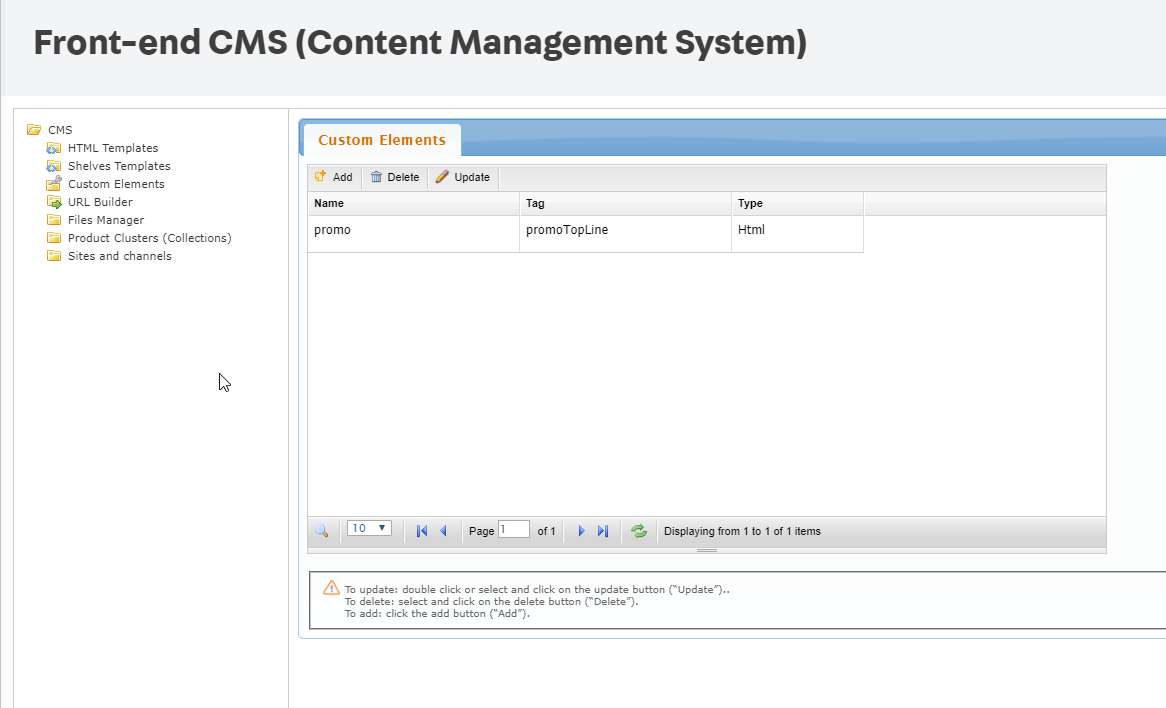 Front-end CMS (Content Management System)
CMS
HTML Templates
Shelves Templates
Custom Elements
URL Builder
Files Manager
Product Clusters (Collections)
Sites and channels
Custom Elements
Add Delete Update
Name Tag Type
promo promoTopLine Html
10 Page 1 of 1 Displaying from 1 to 1 of 1 items
To update: double click or select and click on the update button (“Update”)..
To delete: select and click on the delete button (“Delete”).
To add: click the add button (“Add”).